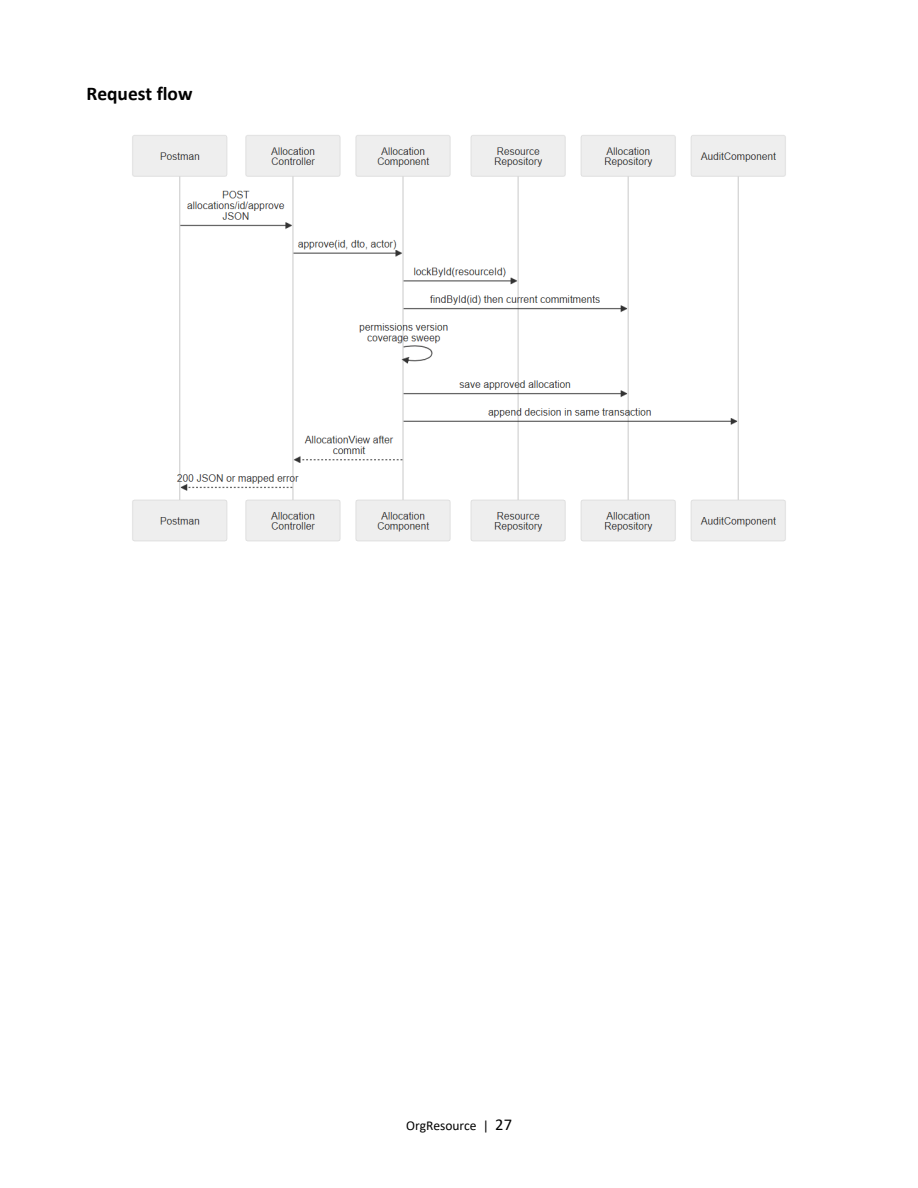 Request flow
Postman
Allocation
Controller
Allocation
Component
Resource
Repository
Allocation
Repository
AuditComponent
POST
allocations/id/approve
JSON
approve(id, dto, actor)
lockById(resourceId)
findById(id) then current commitments
permissions version
coverage sweep
save approved allocation
append decision in same transaction
AllocationView after
commit
200 JSON or mapped error
Postman
Allocation
Controller
Allocation
Component
Resource
Repository
Allocation
Repository
AuditComponent
OrgResource | 27